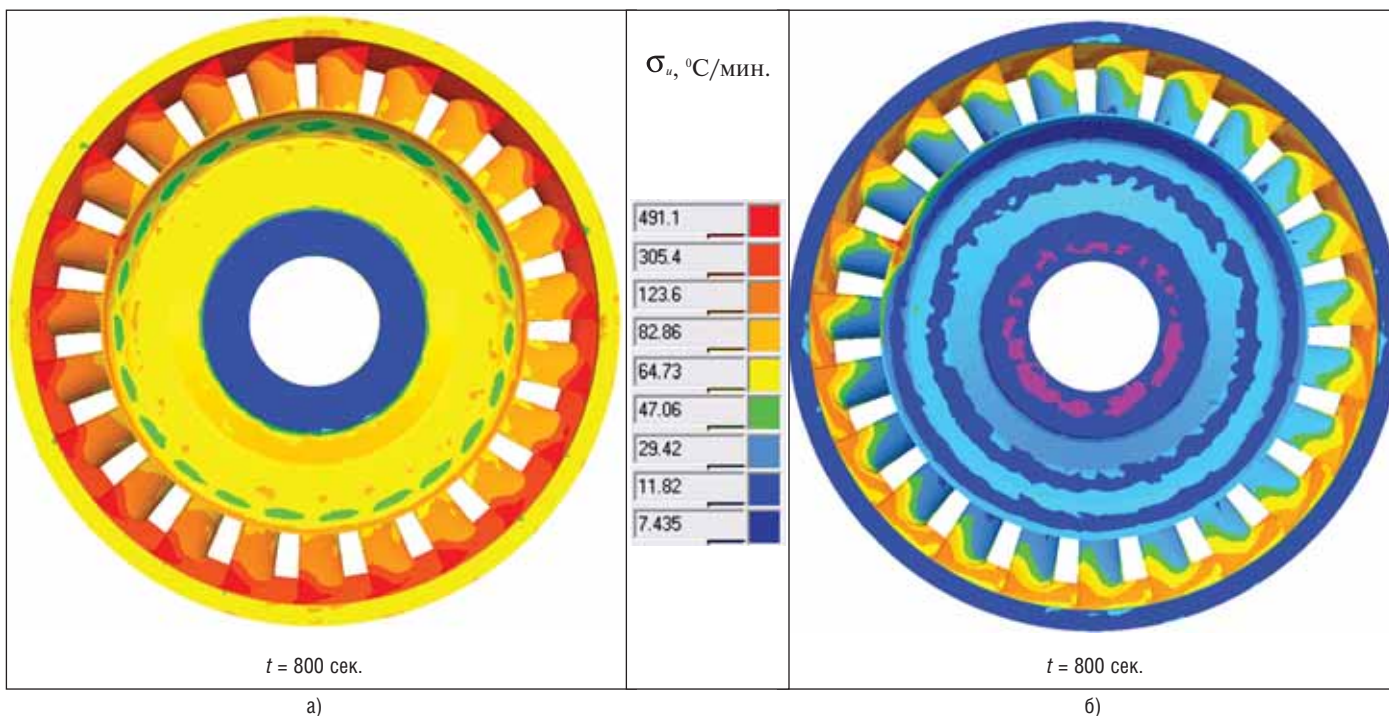 σи, ⁰С/мин.
491.1
305.4
123.6
82.86
64.73
47.06
29.42
11.82
7.435
t = 800 сек.
t = 800 сек.
а)
б)